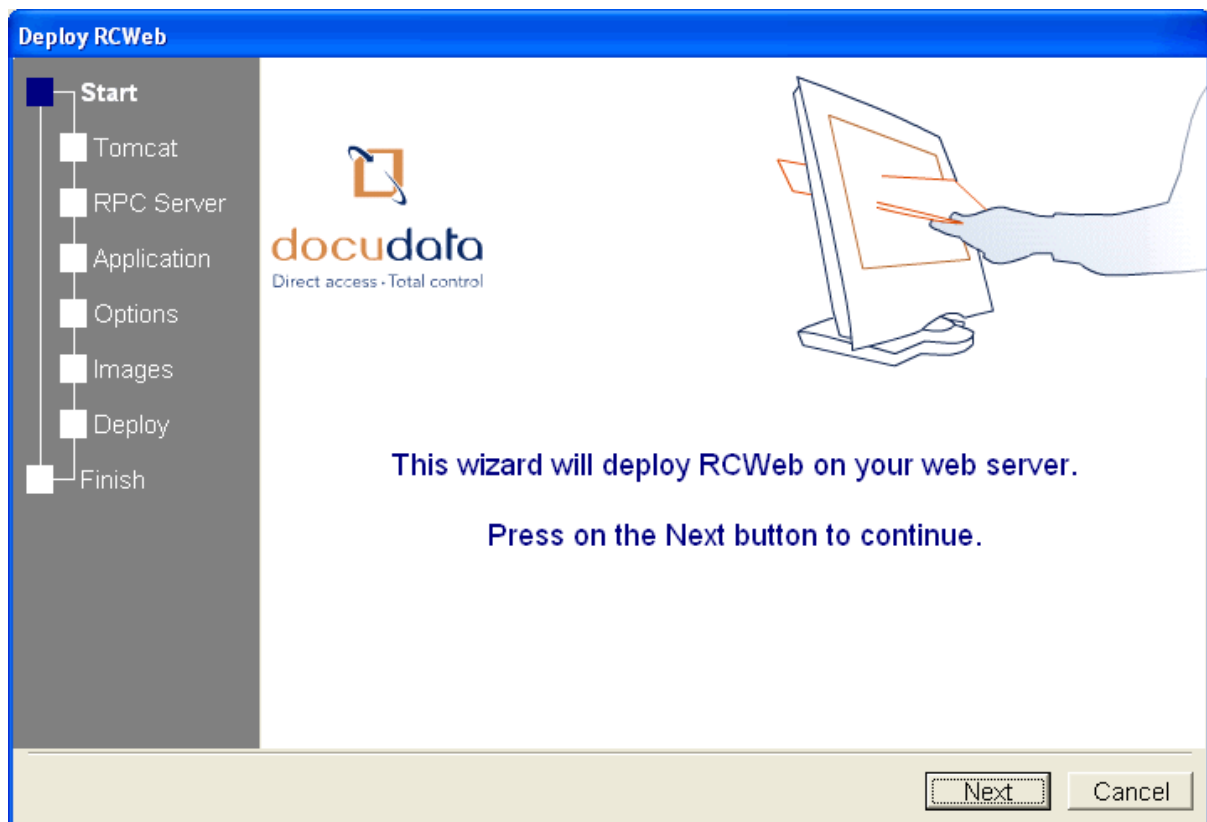 Deploy RCWeb
Start
Tomcat
RPC Server
Application
Options
Images
Deploy
Finish
docudata
Direct access - Total control
This wizard will deploy RCWeb on your web server.
Press on the Next button to continue.
Next
Cancel